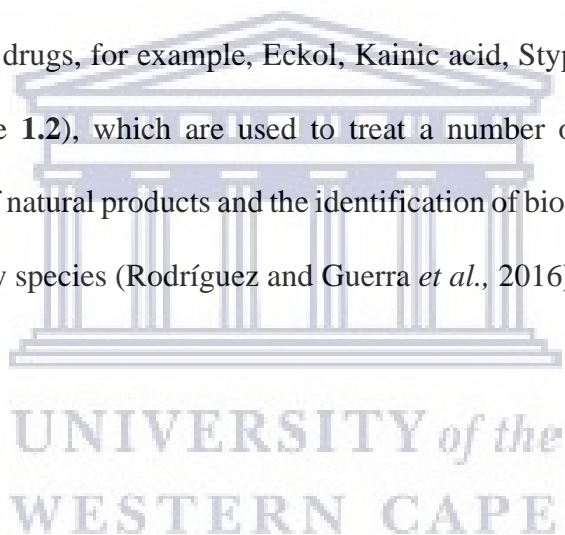 drugs, for example, Eckol, Kainic acid, Styp
e 1.2), which are used to treat a number o
f natural products and the identification of bio
y species (Rodríguez and Guerra et al., 2016)
UNIVERSITY of the
WESTERN CAPE